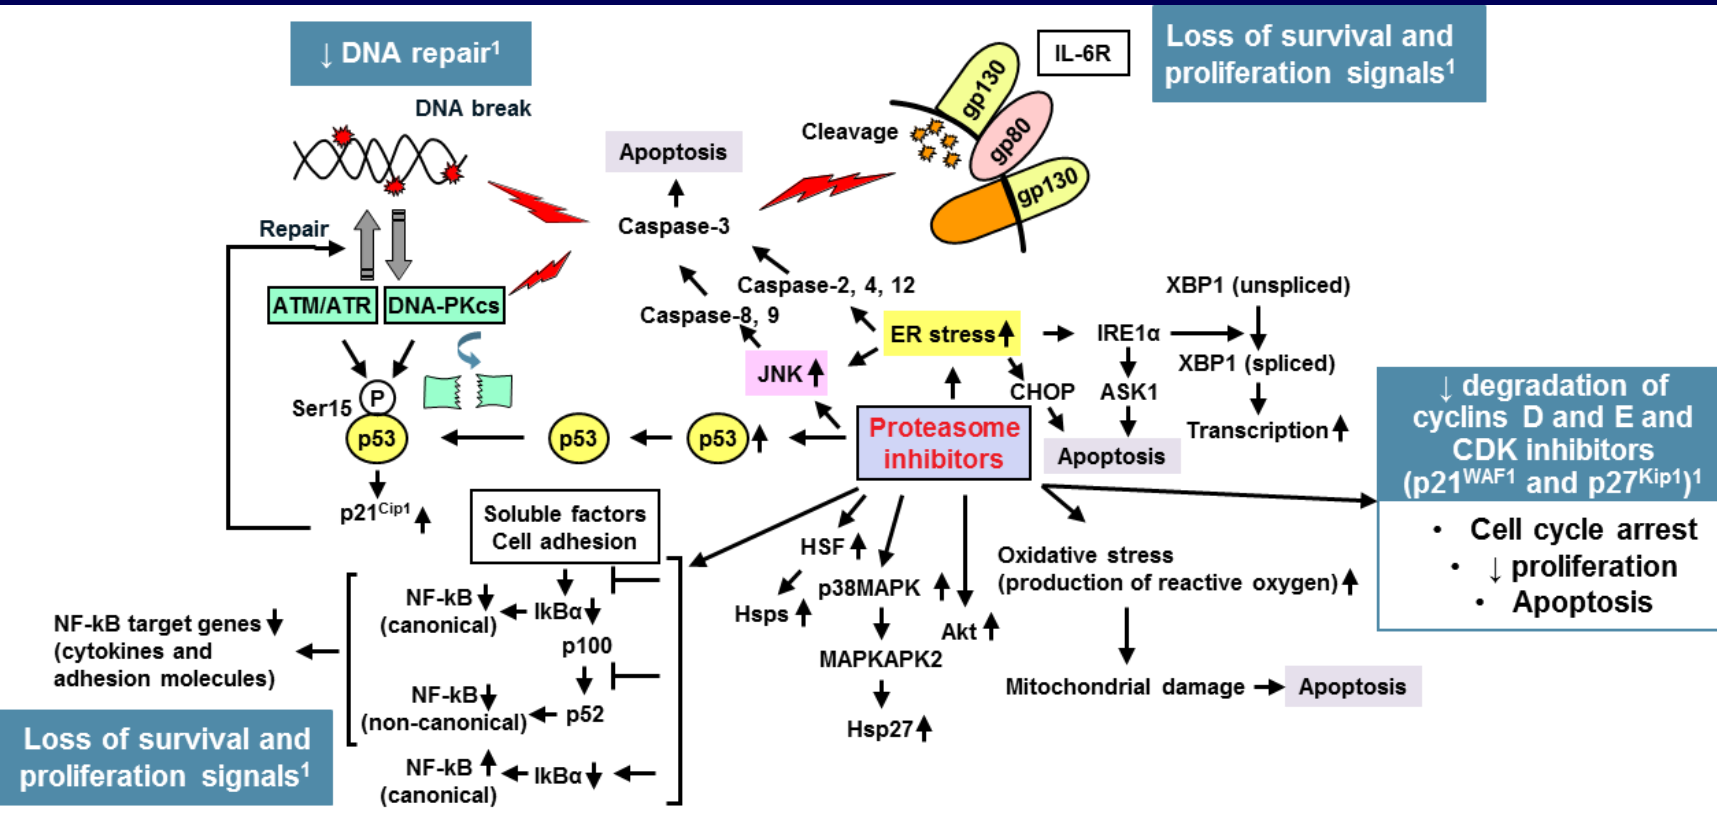 ↓ DNA repair¹
DNA break
Repair
ATM/ATR
DNA-PKcs
Ser15
P
p53
p53
p53
p21Cip1
Apoptosis
Caspase-3
Caspase-2, 4, 12
Caspase-8, 9
JNK
Cleavage
gp130
gp80
gp130
IL-6R
Loss of survival and
proliferation signals¹
ER stress
IRE1α
XBP1 (unspliced)
XBP1 (spliced)
Transcription
CHOP
ASK1
Apoptosis
Proteasome
inhibitors
↓ degradation of
cyclins D and E and
CDK inhibitors
(p21WAF1 and p27Kip1)¹
• Cell cycle arrest
• ↓ proliferation
• Apoptosis
Soluble factors
Cell adhesion
NF-kB
(canonical)
IkBα
p100
NF-kB
(non-canonical)
p52
NF-kB
(canonical)
IkBα
NF-kB target genes
(cytokines and
adhesion molecules)
Loss of survival and
proliferation signals¹
HSF
Hsps
p38MAPK
MAPKAPK2
Hsp27
Akt
Oxidative stress
(production of reactive oxygen)
Mitochondrial damage
Apoptosis